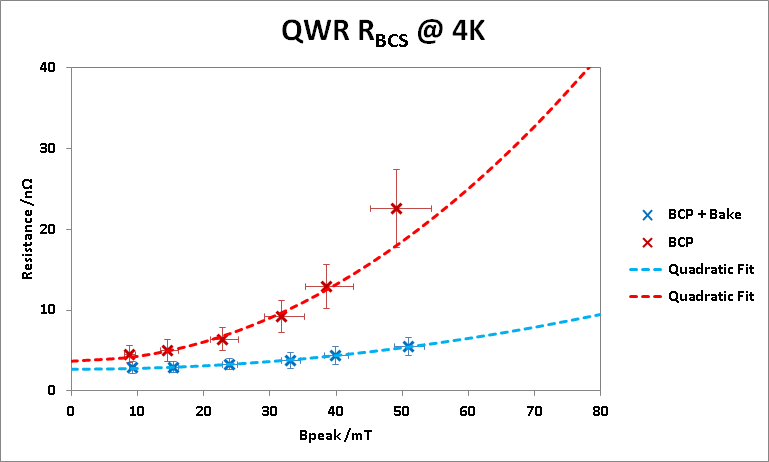 QWR RBCS @ 4K
40
30
20
10
0
Resistance /nΩ
0 10 20 30 40 50 60 70 80
Bpeak /mT
BCP + Bake
BCP
Quadratic Fit
Quadratic Fit